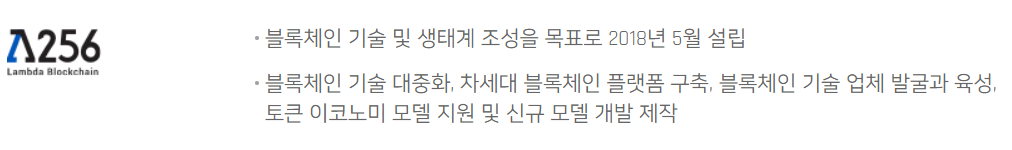 Λ256
Lambda Blockchain
• 블록체인 기술 및 생태계 조성을 목표로 2018년 5월 설립
• 블록체인 기술 대중화, 차세대 블록체인 플랫폼 구축, 블록체인 기술 업체 발굴과 육성,
토큰 이코노미 모델 지원 및 신규 모델 개발 제작